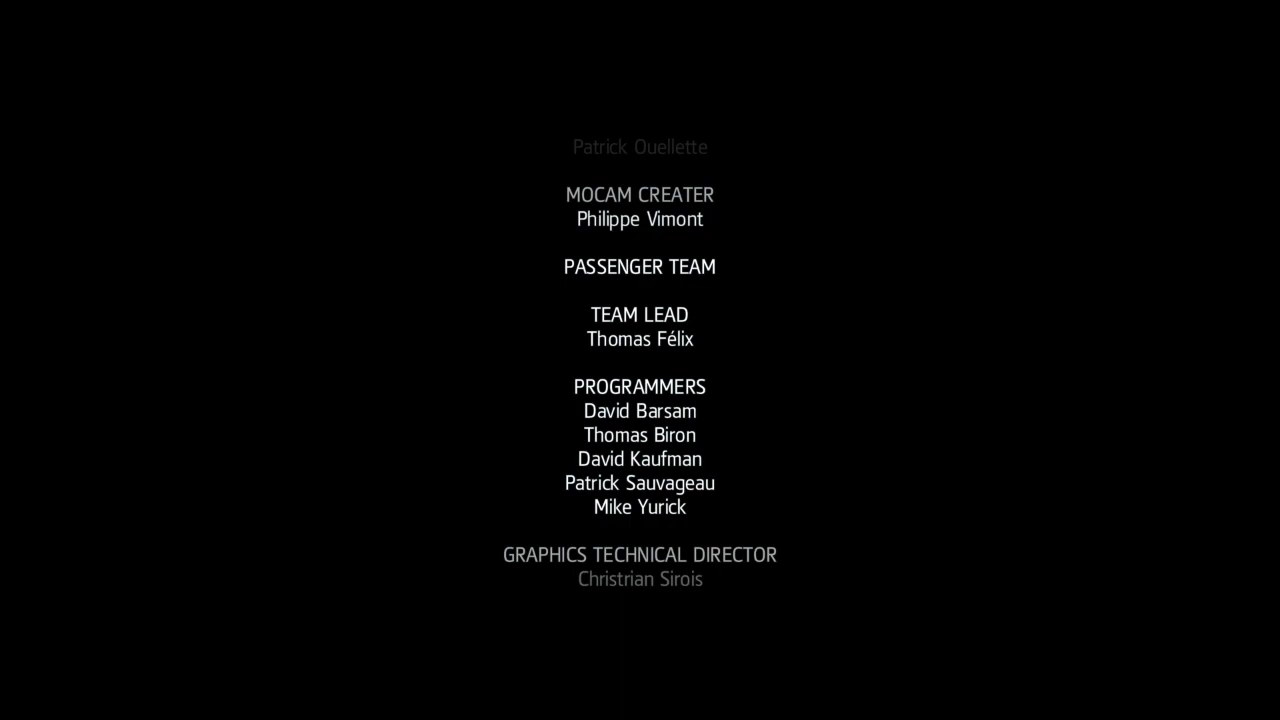 Patrick Ouellette
MOCAM CREATER
Philippe Vimont
PASSENGER TEAM
TEAM LEAD
Thomas Félix
PROGRAMMERS
David Barsam
Thomas Biron
David Kaufman
Patrick Sauvageau
Mike Yurick
GRAPHICS TECHNICAL DIRECTOR
Christrian Sirois